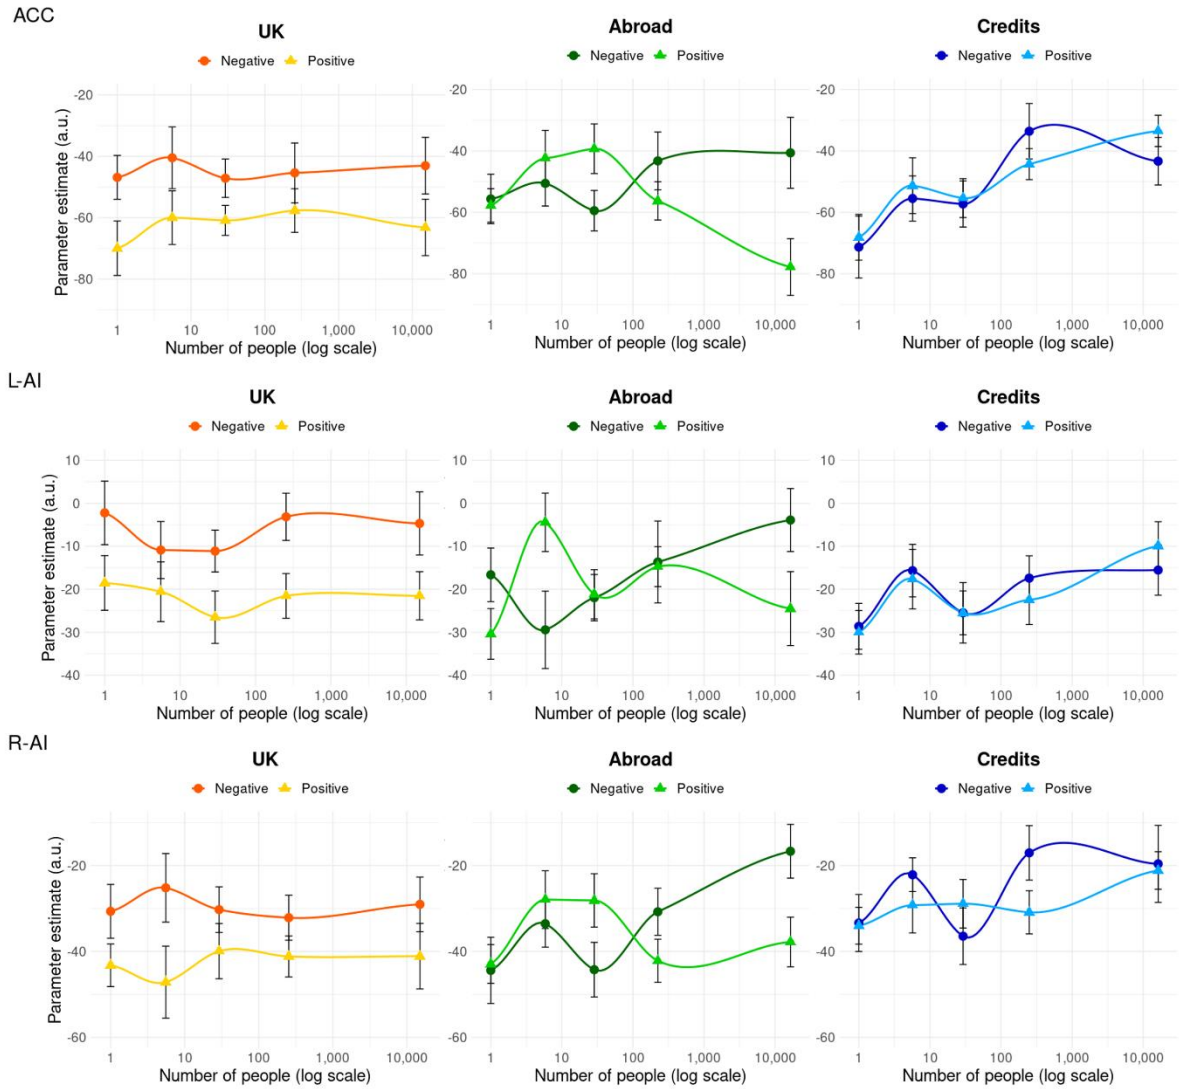 ACC
UK
Abroad
Credits
Negative Positive
Negative Positive
Negative Positive
Parameter estimate (a.u.)
-20
-40
-60
-80
-20
-40
-60
-80
-20
-40
-60
-80
1 10 100 1,000 10,000
1 10 100 1,000 10,000
1 10 100 1,000 10,000
Number of people (log scale)
Number of people (log scale)
Number of people (log scale)
L-AI
UK
Abroad
Credits
Negative Positive
Negative Positive
Negative Positive
Parameter estimate (a.u.)
10
0
-10
-20
-30
-40
10
0
-10
-20
-30
-40
10
0
-10
-20
-30
-40
1 10 100 1,000 10,000
1 10 100 1,000 10,000
1 10 100 1,000 10,000
Number of people (log scale)
Number of people (log scale)
Number of people (log scale)
R-AI
UK
Abroad
Credits
Negative Positive
Negative Positive
Negative Positive
Parameter estimate (a.u.)
-20
-40
-60
-20
-40
-60
-20
-40
-60
1 10 100 1,000 10,000
1 10 100 1,000 10,000
1 10 100 1,000 10,000
Number of people (log scale)
Number of people (log scale)
Number of people (log scale)